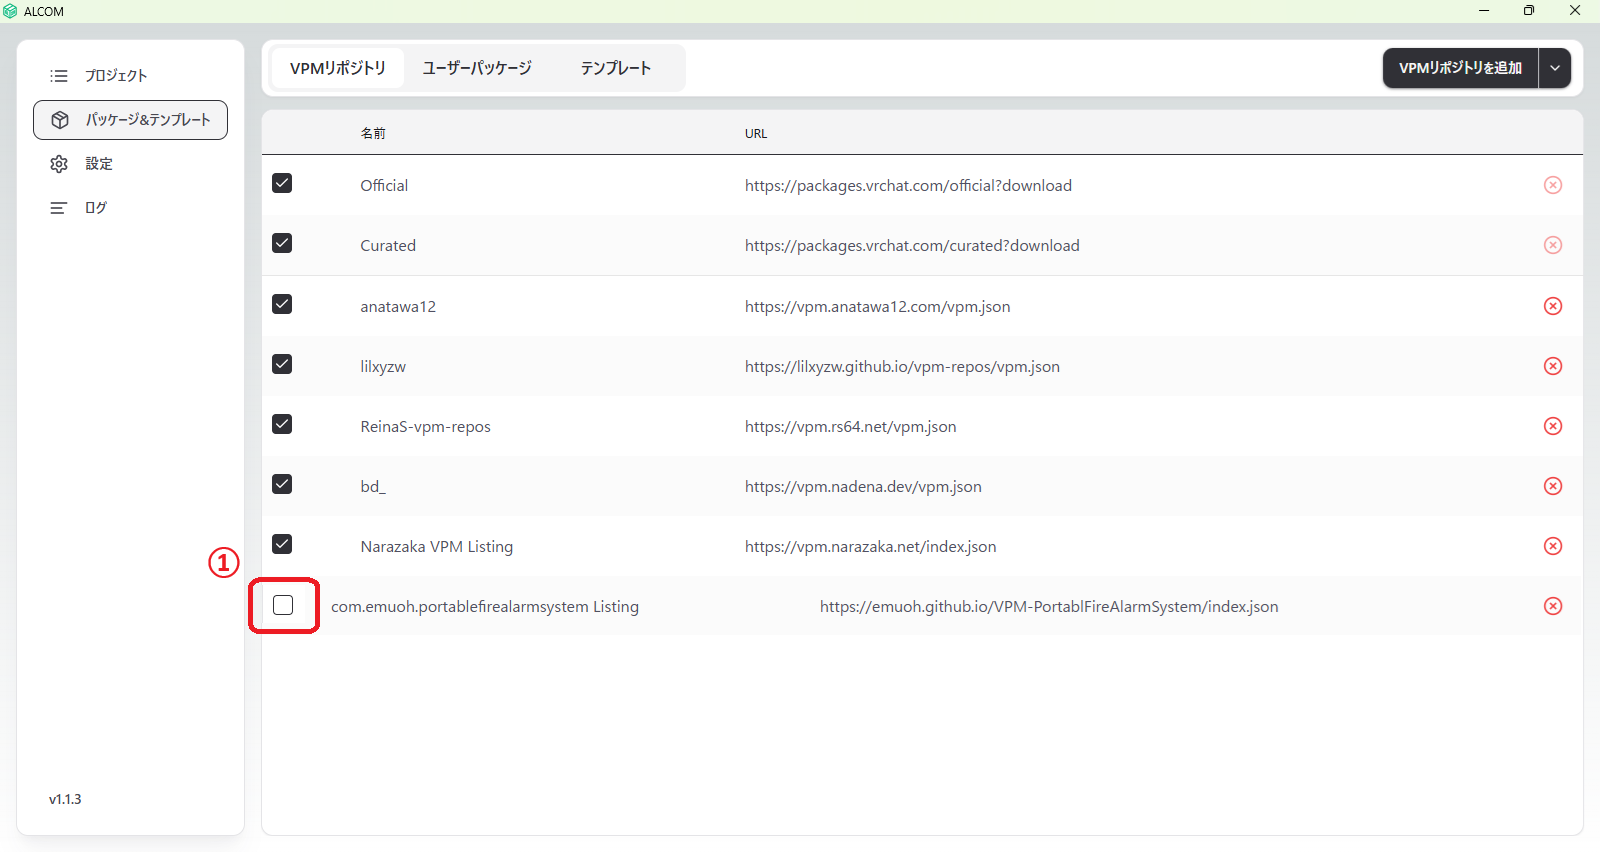 ALCOM
プロジェクト
パッケージ&テンプレート
設定
ログ
v1.1.3
VPMリポジトリ ユーザーパッケージ テンプレート VPMリポジトリを追加
名前 URL
Official https://packages.vrchat.com/official?download
Curated https://packages.vrchat.com/curated?download
anatawa12 https://vpm.anatawa12.com/vpm.json
lilxyzw https://lilxyzw.github.io/vpm-repos/vpm.json
ReinaS-vpm-repos https://vpm.rs64.net/vpm.json
bd_ https://vpm.nadena.dev/vpm.json
Narazaka VPM Listing https://vpm.narazaka.net/index.json
①
com.emuoh.portablefirealarmsystem Listing https://emuoh.github.io/VPM-PortablFireAlarmSystem/index.json